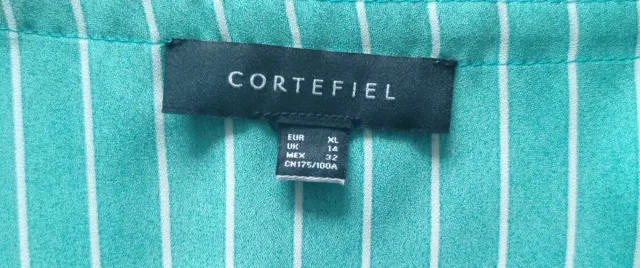 CORTEFIEL
EUR XL
UK 14
MEX 32
CN175/100A